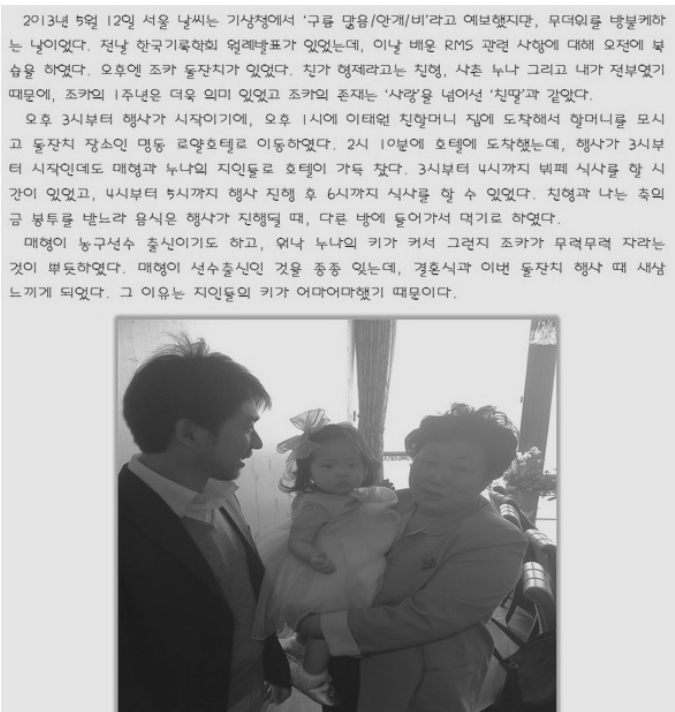 2013년 5월 12일 서울 날씨는 기상청에서 '구름 많음/안개/비'라고 예보했지만, 무더위를 방불케하
는 날이었다. 전날 한국기록학회 월례발표가 있었는데, 이날 배운 RMS 관련 사항에 대해 오전에 복
습을 하였다. 오후엔 조카 돌잔치가 있었다. 친가 형제라고는 친형, 사촌 누나 그리고 내가 전부였기
때문에, 조카의 1주년은 더욱 의미 있었고 조카의 존재는 '사랑'을 넘어선 '친딸'과 같았다.
오후 3시부터 행사가 시작이기에, 오후 1시에 이태원 친할머니 집에 도착해서 할머니를 모시
고 돌잔치 장소인 명동 로얄호텔로 이동하였다. 2시 10분에 호텔에 도착했는데, 행사가 3시부
터 시작인데도 매형과 누나의 지인들로 호텔이 가득 찼다. 3시부터 4시까지 뷔페 식사를 할 시
간이 있었고, 4시부터 5시까지 행사 진행 후 6시까지 식사를 할 수 있었다. 친형과 나는 축의
금 봉투를 받느라 음식은 행사가 진행될 때, 다른 방에 들어가서 먹기로 하였다.
매형이 농구선수 출신이기도 하고, 워낙 누나의 키가 커서 그런지 조카가 무럭무럭 자라는
것이 뿌듯하였다. 매형이 선수출신인 것을 종종 잊는데, 결혼식과 이번 돌잔치 행사 때 새삼
느끼게 되었다. 그 이유는 지인들의 키가 어마어마했기 때문이다.